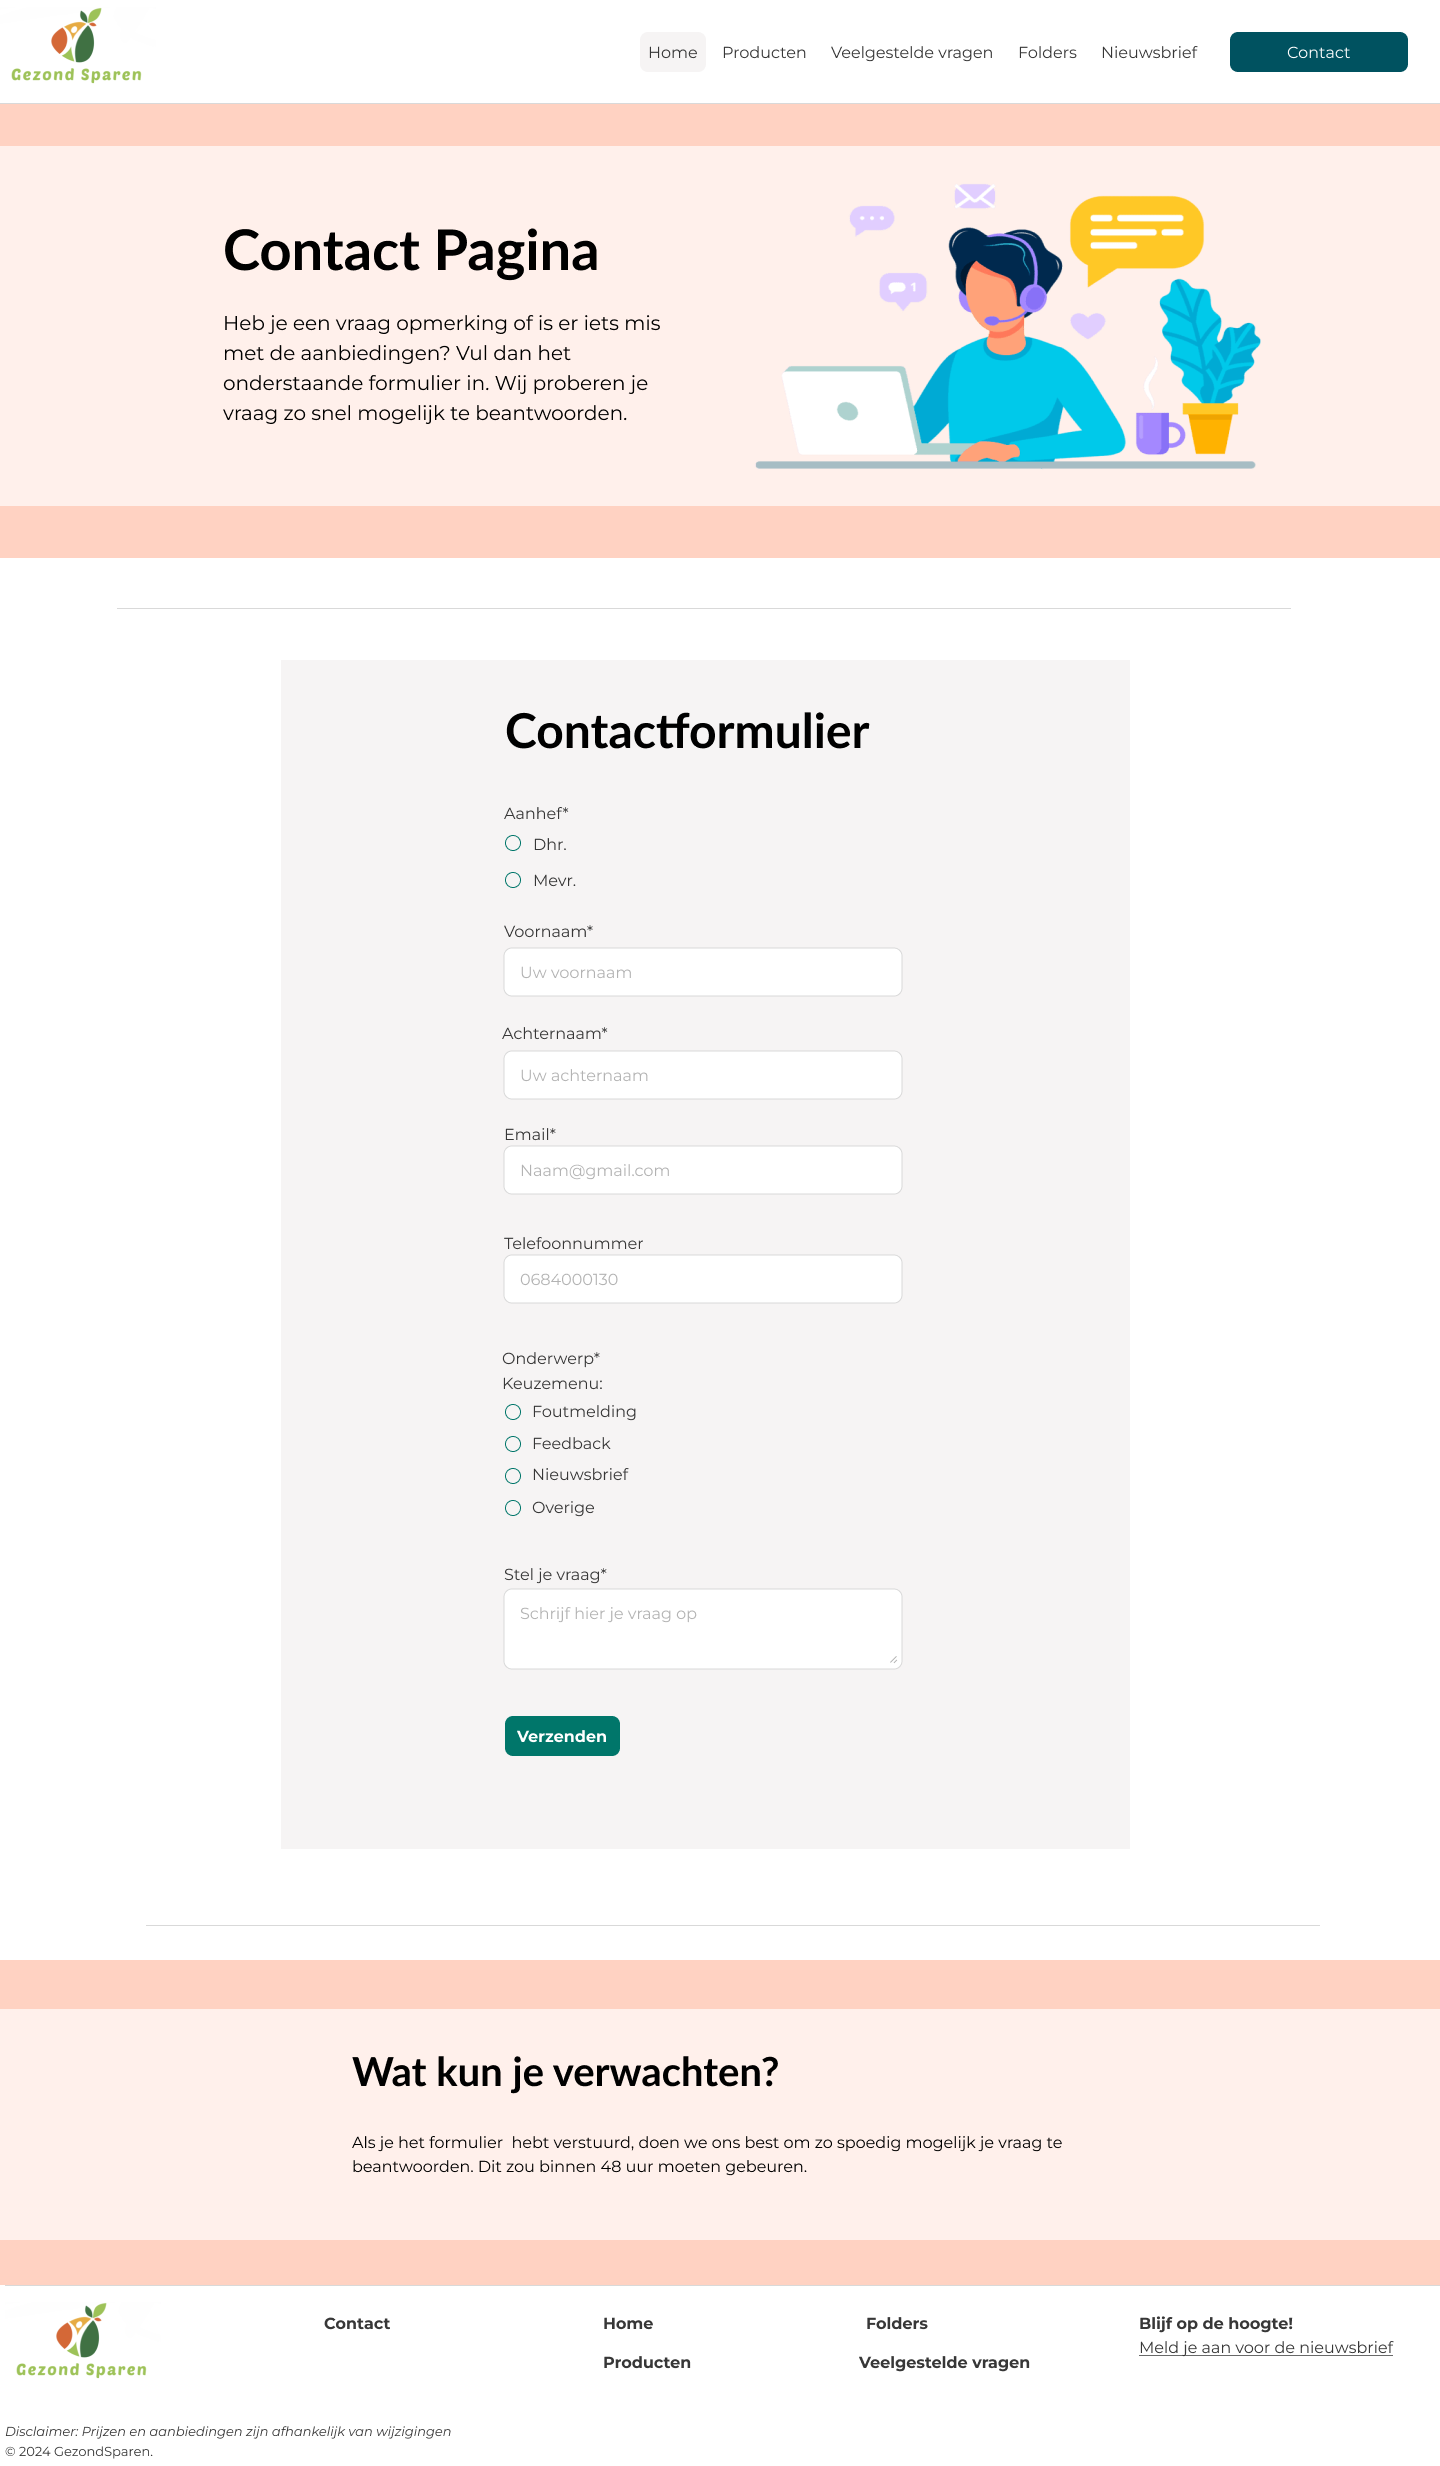 Gezond Sparen
Home Producten Veelgestelde vragen Folders Nieuwsbrief Contact
Contact Pagina
Heb je een vraag opmerking of is er iets mis
met de aanbiedingen? Vul dan het
onderstaande formulier in. Wij proberen je
vraag zo snel mogelijk te beantwoorden.
1
Contactformulier
Aanhef*
Dhr.
Mevr.
Voornaam*
Uw voornaam
Achternaam*
Uw achternaam
Email*
Naam@gmail.com
Telefoonnummer
0684000130
Onderwerp*
Keuzemenu:
Foutmelding
Feedback
Nieuwsbrief
Overige
Stel je vraag*
Schrijf hier je vraag op
Verzenden
Wat kun je verwachten?
Als je het formulier  hebt verstuurd, doen we ons best om zo spoedig mogelijk je vraag te
beantwoorden. Dit zou binnen 48 uur moeten gebeuren.
Gezond Sparen
Contact
Home
Producten
Folders
Veelgestelde vragen
Blijf op de hoogte!
Meld je aan voor de nieuwsbrief
Disclaimer: Prijzen en aanbiedingen zijn afhankelijk van wijzigingen
© 2024 GezondSparen.